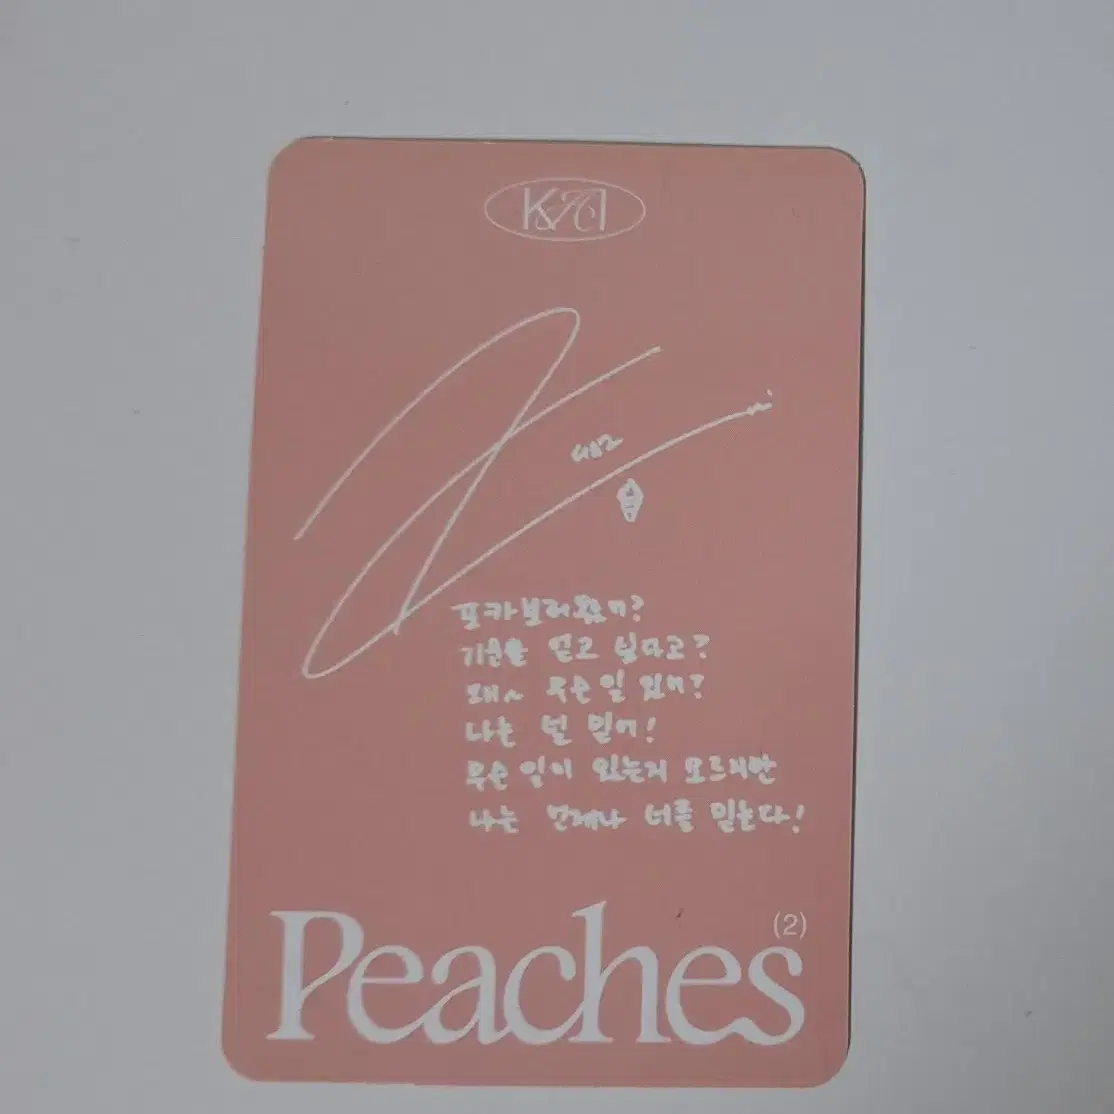 KAI
포카보러왔어?
기운을 얻고 싶다고?
왜~ 무슨 일 있어?
나는 널 믿어!
무슨 일이 있는지 모르지만
나는 언제나 너를 믿는다!
Peaches
(2)